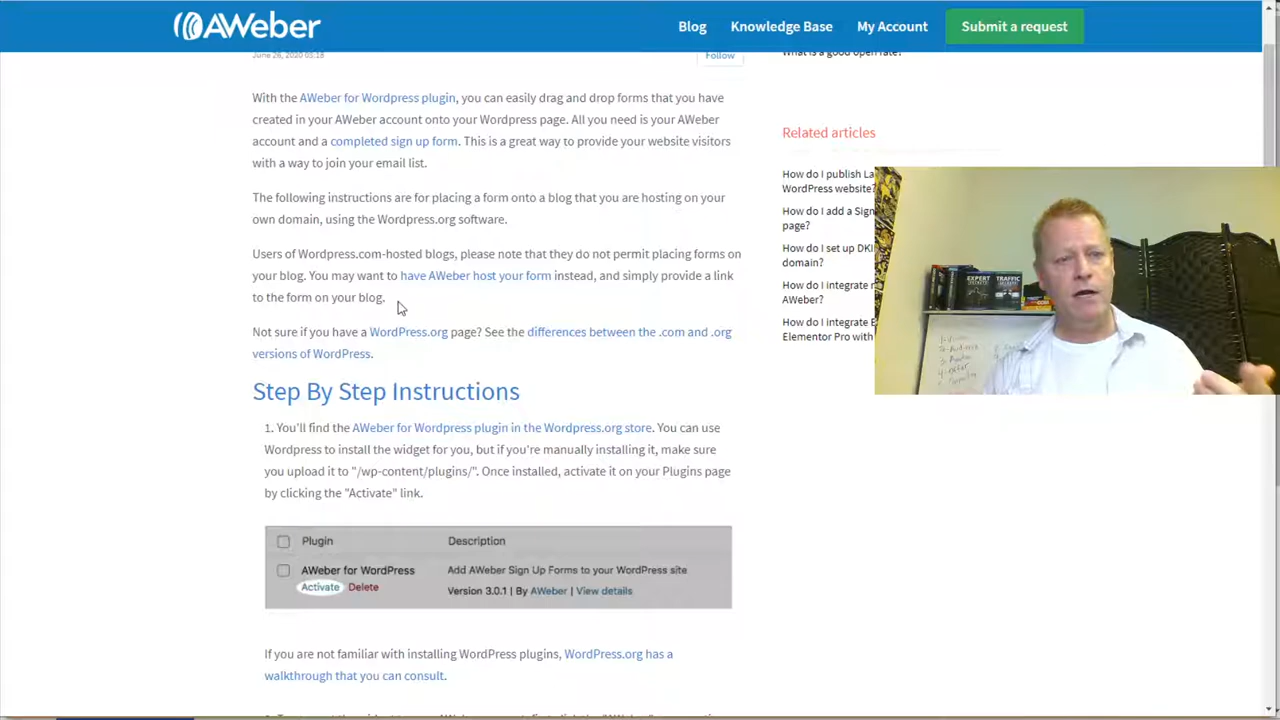 AWeber
Blog
Knowledge Base
My Account
Submit a request
June 26, 2020 05:18
Follow
What is a good open rate?
With the AWeber for Wordpress plugin, you can easily drag and drop forms that you have
created in your AWeber account onto your Wordpress page. All you need is your AWeber
account and a completed sign up form. This is a great way to provide your website visitors
with a way to join your email list.
The following instructions are for placing a form onto a blog that you are hosting on your
own domain, using the Wordpress.org software.
Users of Wordpress.com-hosted blogs, please note that they do not permit placing forms on
your blog. You may want to have AWeber host your form instead, and simply provide a link
to the form on your blog.
Not sure if you have a WordPress.org page? See the differences between the .com and .org
versions of WordPress.
Step By Step Instructions
1. You'll find the AWeber for Wordpress plugin in the Wordpress.org store. You can use
Wordpress to install the widget for you, but if you're manually installing it, make sure
you upload it to "/wp-content/plugins/". Once installed, activate it on your Plugins page
by clicking the "Activate" link.
Plugin
Description
AWeber for WordPress
Add AWeber Sign Up Forms to your WordPress site
Activate Delete
Version 3.0.1 | By AWeber | View details
If you are not familiar with installing WordPress plugins, WordPress.org has a
walkthrough that you can consult.
Related articles
How do I publish La
WordPress website?
How do I add a Sign
page?
How do I set up DKI
domain?
How do I integrate
AWeber?
How do I integrate E
Elementor Pro with
EXPERT
SECRETS
TRAFFIC
SECRETS